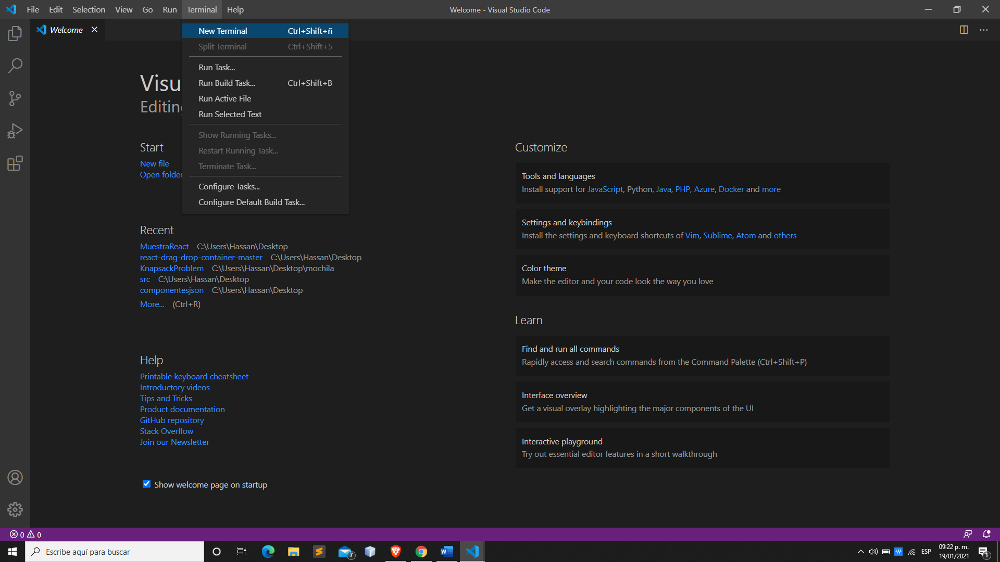 File Edit Selection View Go Run Terminal Help
Welcome - Visual Studio Code
Welcome
New Terminal Ctrl+Shift+ñ
Split Terminal Ctrl+Shift+5
Run Task...
Run Build Task... Ctrl+Shift+B
Run Active File
Run Selected Text
Show Running Tasks...
Restart Running Task...
Terminate Task...
Configure Tasks...
Configure Default Build Task...
Visu
Editing
Start
New file
Open folder
Recent
MuestraReact C:\Users\Hassan\Desktop
react-drag-drop-container-master C:\Users\Hassan\Desktop
KnapsackProblem C:\Users\Hassan\Desktop\mochila
src C:\Users\Hassan\Desktop
componentesjson C:\Users\Hassan\Desktop
More... (Ctrl+R)
Help
Printable keyboard cheatsheet
Introductory videos
Tips and Tricks
Product documentation
GitHub repository
Stack Overflow
Join our Newsletter
Show welcome page on startup
Customize
Tools and languages
Install support for JavaScript, Python, Java, PHP, Azure, Docker and more
Settings and keybindings
Install the settings and keyboard shortcuts of Vim, Sublime, Atom and others
Color theme
Make the editor and your code look the way you love
Learn
Find and run all commands
Rapidly access and search commands from the Command Palette (Ctrl+Shift+P)
Interface overview
Get a visual overlay highlighting the major components of the UI
Interactive playground
Try out essential editor features in a short walkthrough
0 0
Escribe aquí para buscar
7
W
W
ESP
09:22 p. m.
19/01/2021
1